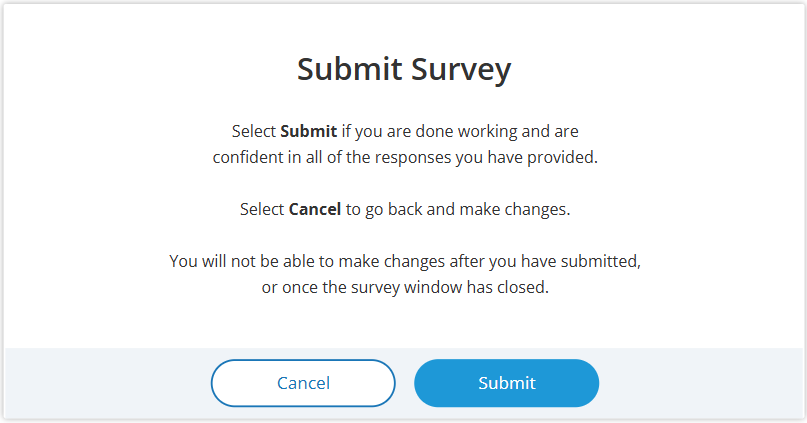 Submit Survey
Select Submit if you are done working and are
confident in all of the responses you have provided.
Select Cancel to go back and make changes.
You will not be able to make changes after you have submitted,
or once the survey window has closed.
Cancel
Submit